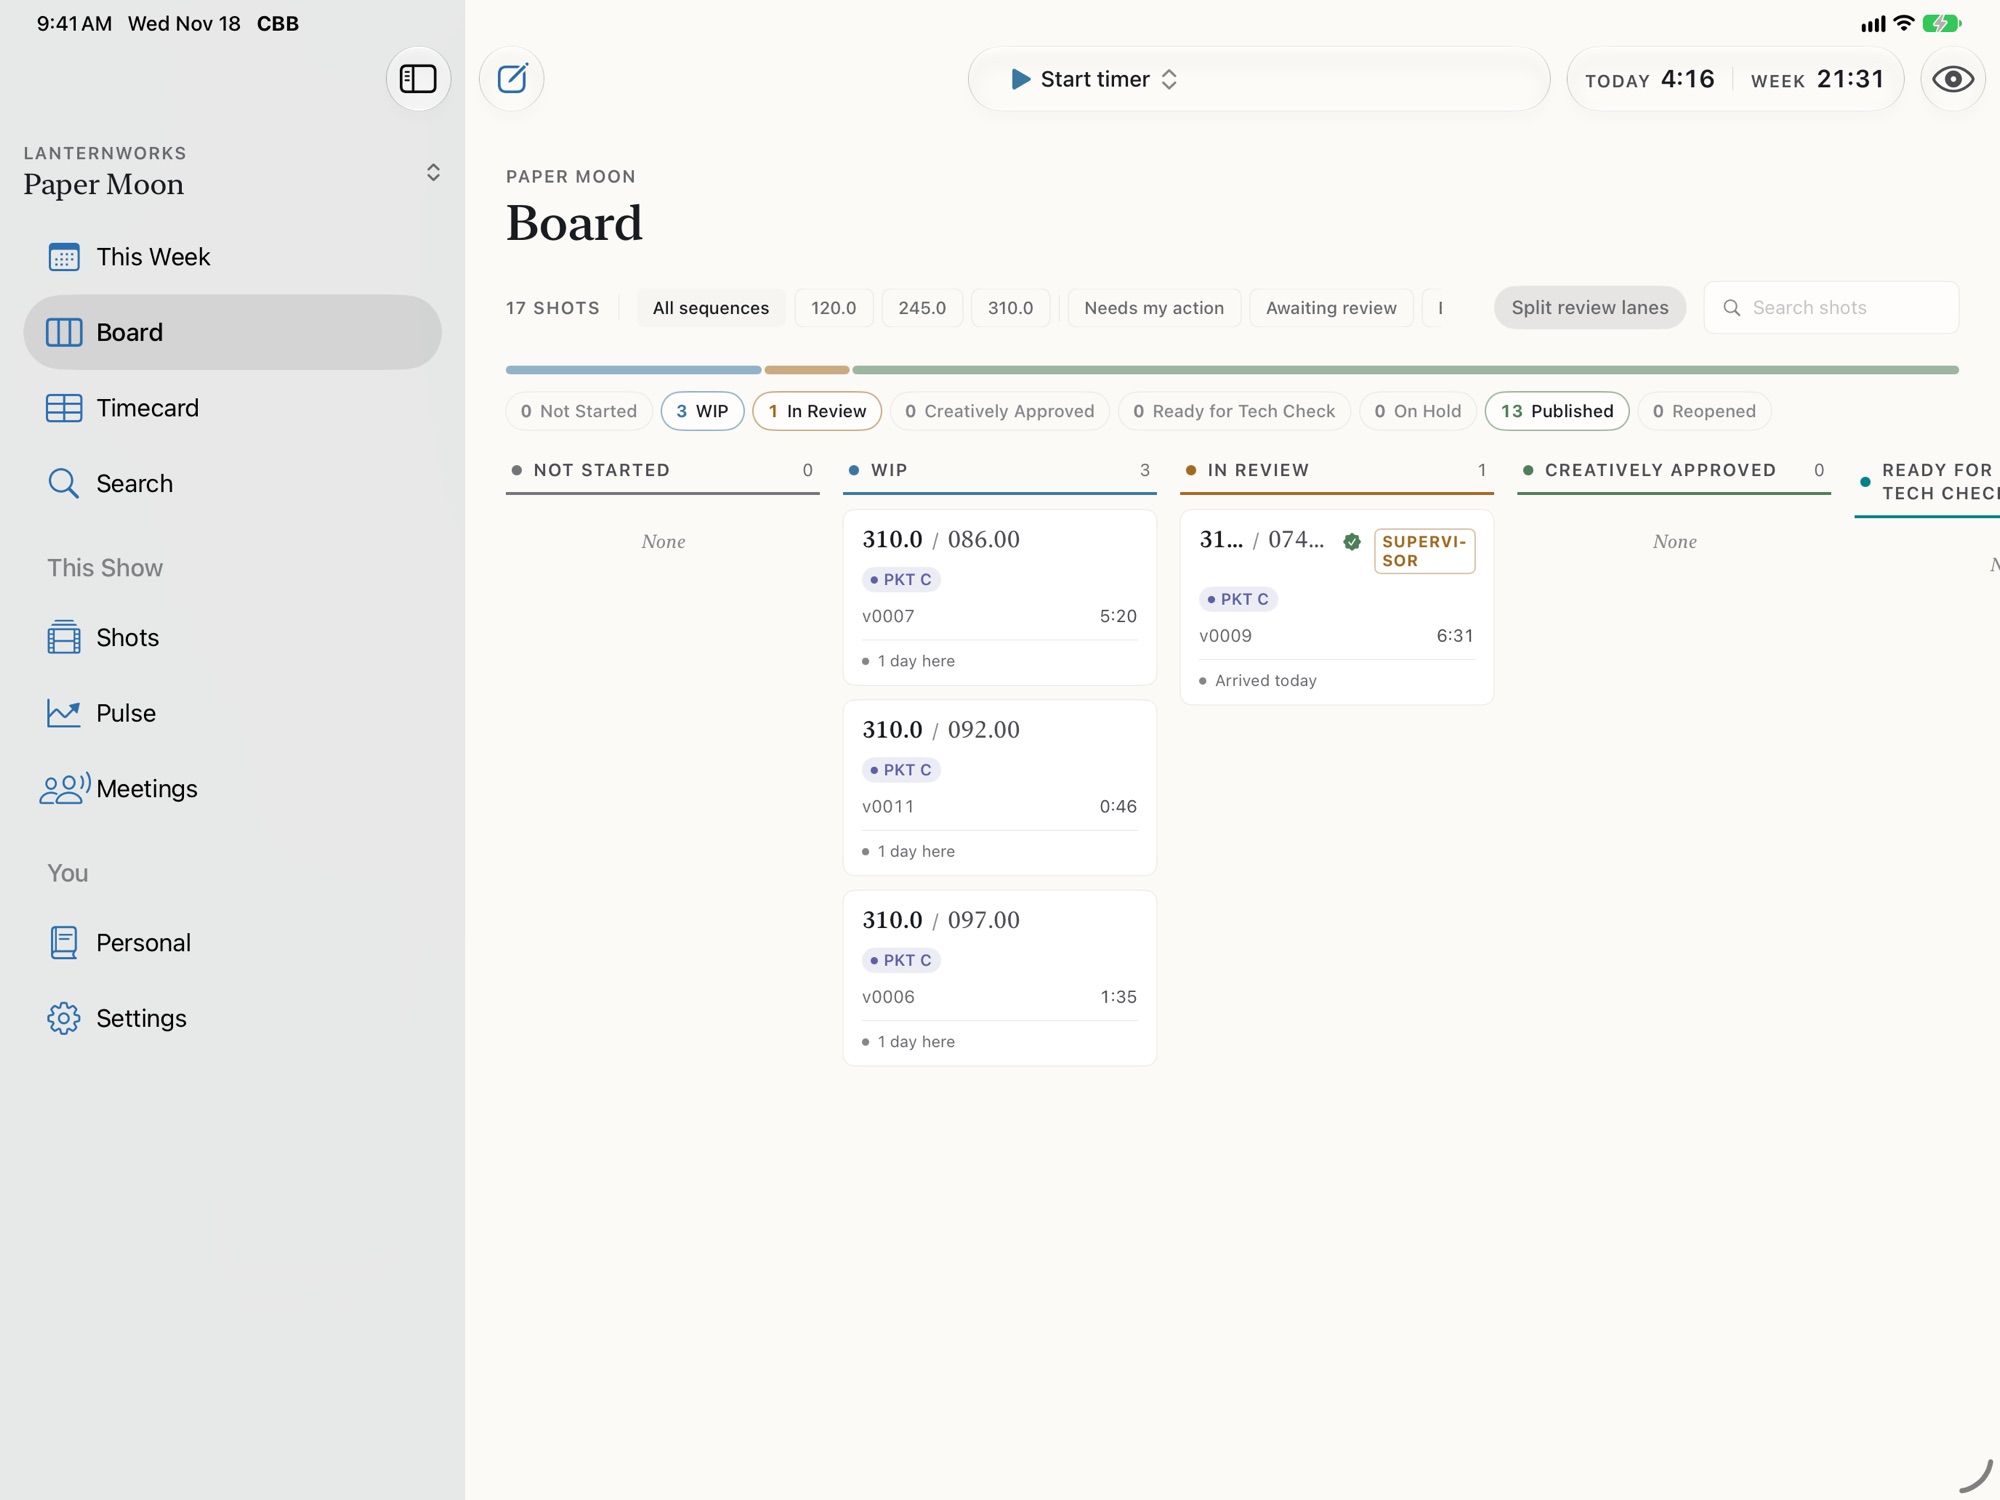 9:41 AM Wed Nov 18 CBB
Start timer
TODAY 4:16 WEEK 21:31
LANTERNWORKS
Paper Moon
This Week
Board
Timecard
Search
This Show
Shots
Pulse
Meetings
You
Personal
Settings
PAPER MOON
Board
17 SHOTS All sequences 120.0 245.0 310.0 Needs my action Awaiting review Split review lanes Search shots
0 Not Started 3 WIP 1 In Review 0 Creatively Approved 0 Ready for Tech Check 0 On Hold 13 Published 0 Reopened
NOT STARTED 0
None
WIP 3
310.0 / 086.00
PKT C
v0007 5:20
1 day here
310.0 / 092.00
PKT C
v0011 0:46
1 day here
310.0 / 097.00
PKT C
v0006 1:35
1 day here
IN REVIEW 1
31... / 074... SUPERVI-
SOR
PKT C
v0009 6:31
Arrived today
CREATIVELY APPROVED 0
None
READY FOR
TECH